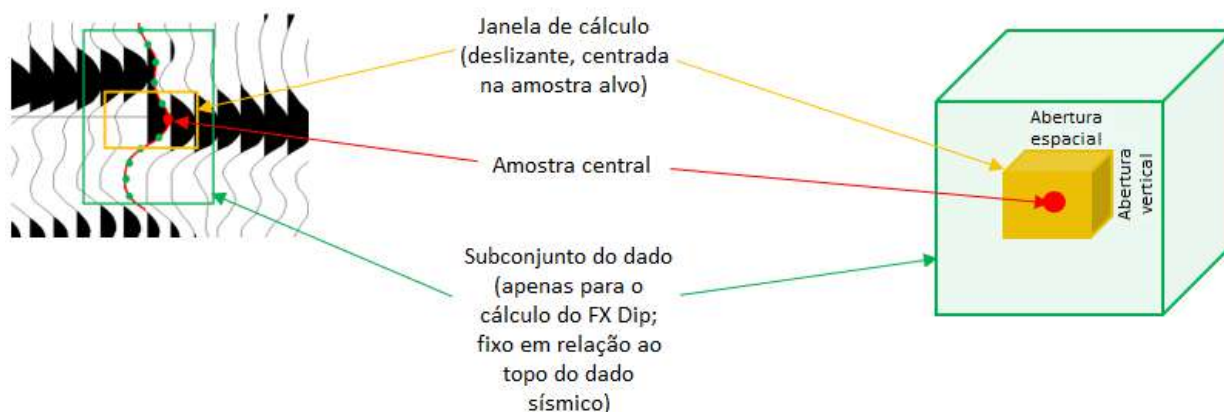 Janela de cálculo
(deslizante, centrada
na amostra alvo)
Abertura
espacial
Abertura
vertical
Amostra central
Subconjunto do dado
(apenas para o
cálculo do FX Dip;
fixo em relação ao
topo do dado
sísmico)